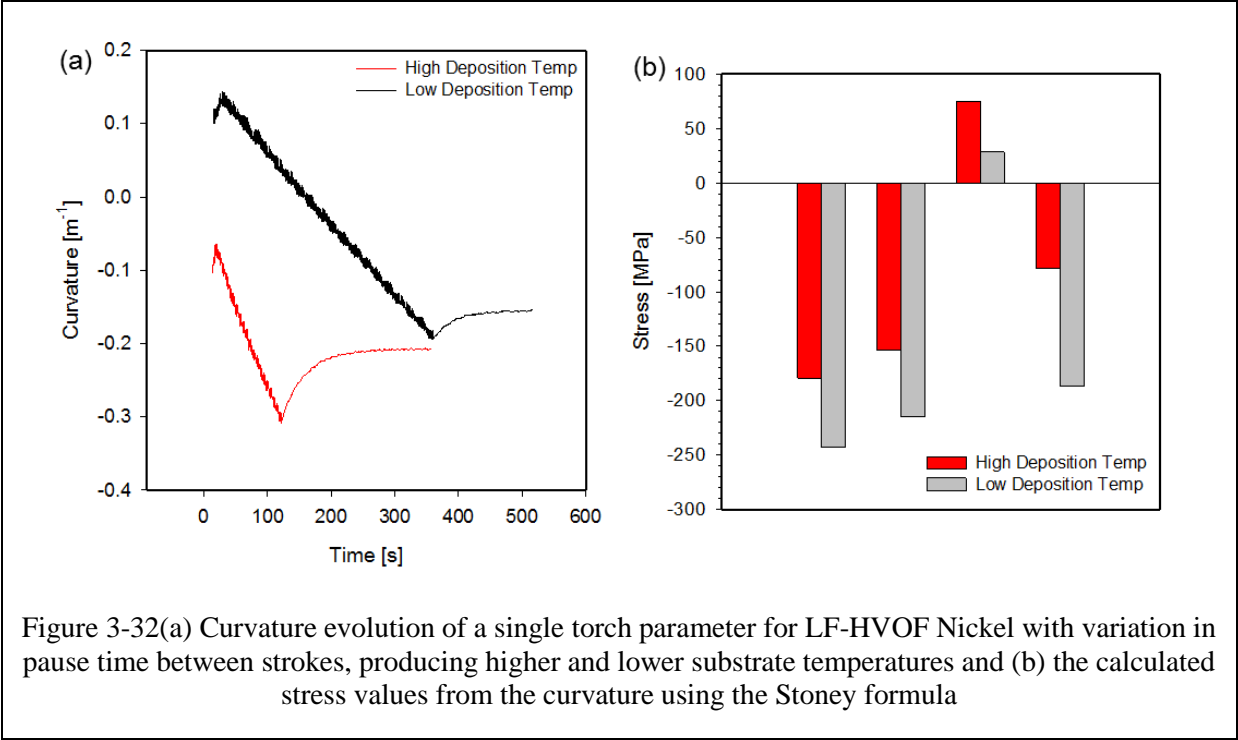 (a)
High Deposition Temp
Low Deposition Temp
0.2
0.1
0.0
-0.1
-0.2
-0.3
-0.4
Curvature [m-1]
0 100 200 300 400 500 600
Time [s]
(b)
100
50
0
-50
-100
-150
-200
-250
-300
Stress [MPa]
High Deposition Temp
Low Deposition Temp
Figure 3-32(a) Curvature evolution of a single torch parameter for LF-HVOF Nickel with variation in
pause time between strokes, producing higher and lower substrate temperatures and (b) the calculated
stress values from the curvature using the Stoney formula